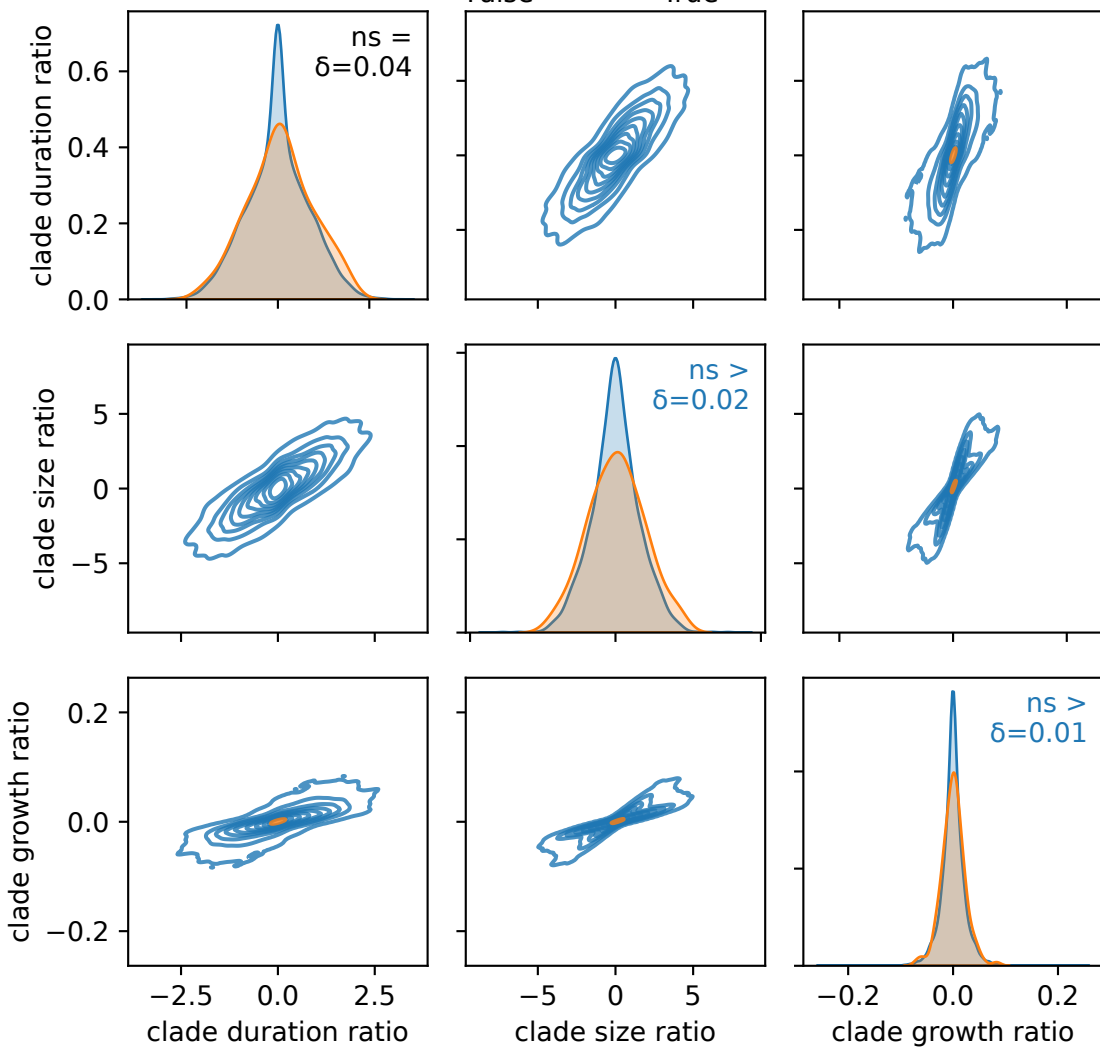 clade duration ratio
0.6
0.4
0.2
0.0
ns =
δ=0.04
clade size ratio
5
0
−5
ns >
δ=0.02
clade growth ratio
0.2
0.0
−0.2
ns >
δ=0.01
−2.5 0.0 2.5
−5 0 5
−0.2 0.0 0.2
clade duration ratio
clade size ratio
clade growth ratio